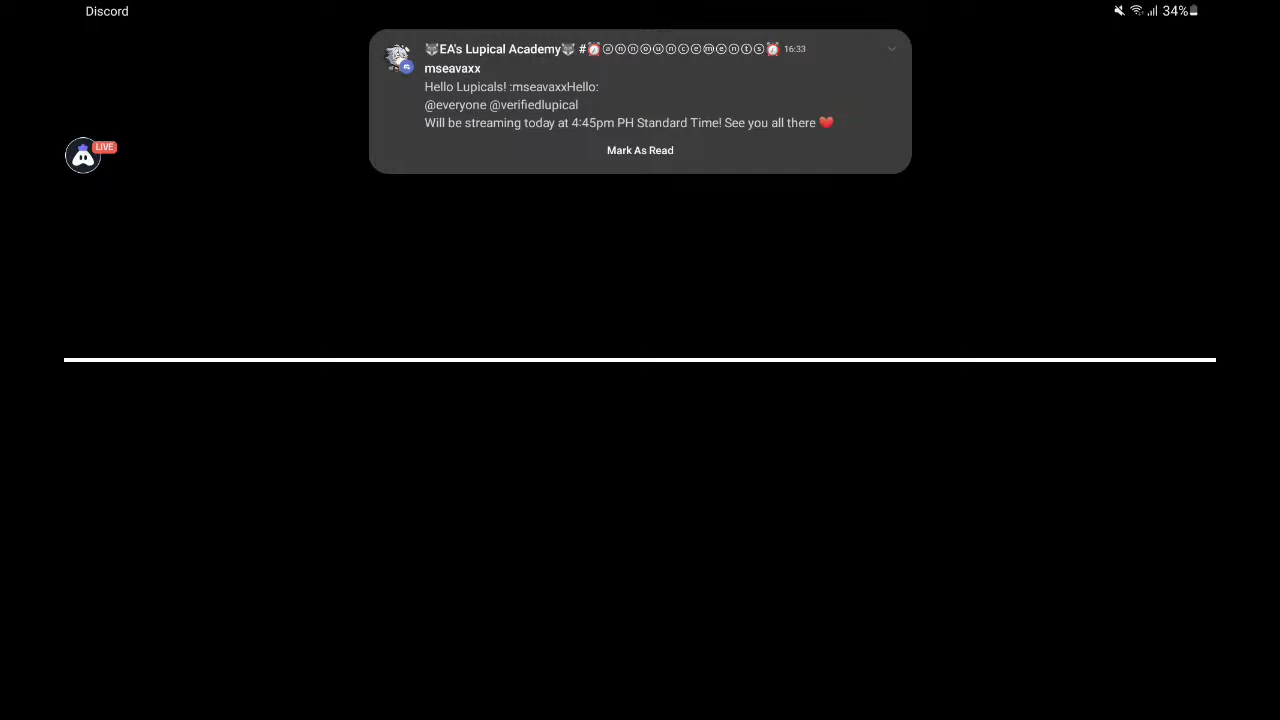 Discord
34%
🐺EA's Lupical Academy🐺 #⏰ⓐⓝⓝⓞⓤⓝⓒⓔⓜⓔⓝⓣⓢ⏰ 16:33
mseavaxx
Hello Lupicals! :mseavaxxHello:
@everyone @verifiedlupical
Will be streaming today at 4:45pm PH Standard Time! See you all there ❤️
Mark As Read
LIVE